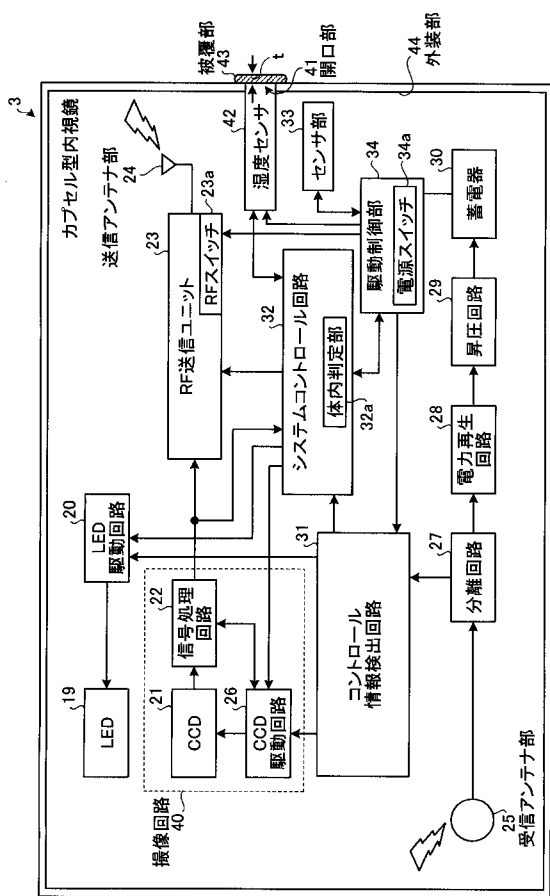 3
カプセル型内視鏡
送信アンテナ部
24
被覆部
43
t
41
開口部
44
外装部
19
LED
20
LED
駆動回路
23
RF送信ユニット
23a
RFスイッチ
42
湿度センサ
33
センサ部
撮像回路
40
21
CCD
22
信号処理
回路
26
CCD
駆動回路
32
システムコントロール回路
体内判定部
32a
34
駆動制御部
34a
電源スイッチ
31
コントロール
情報検出回路
25
受信アンテナ部
27
分離回路
28
電力再生
回路
29
昇圧回路
30
蓄電器